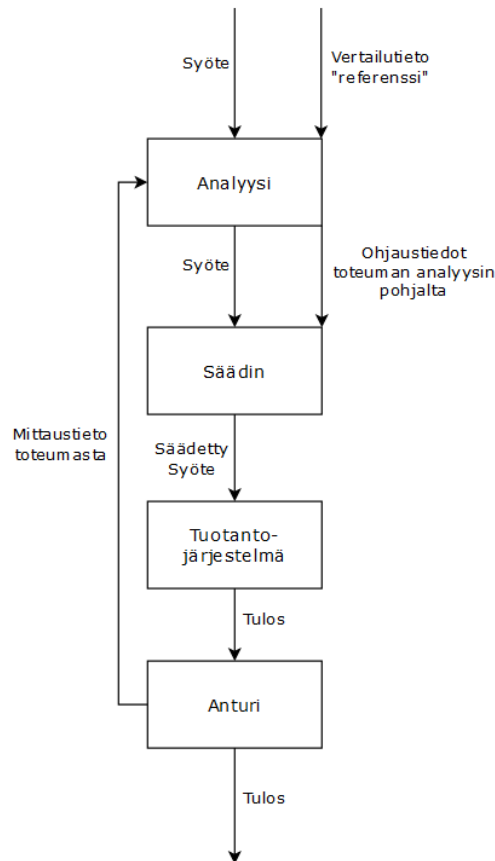 Syöte
Vertailutieto
"referenssi"
Analyysi
Syöte
Ohjaustiedot
toteuman analyysin
pohjalta
Säädin
Mittaustieto
toteumasta
Säädetty
Syöte
Tuotanto-
järjestelmä
Tulos
Anturi
Tulos